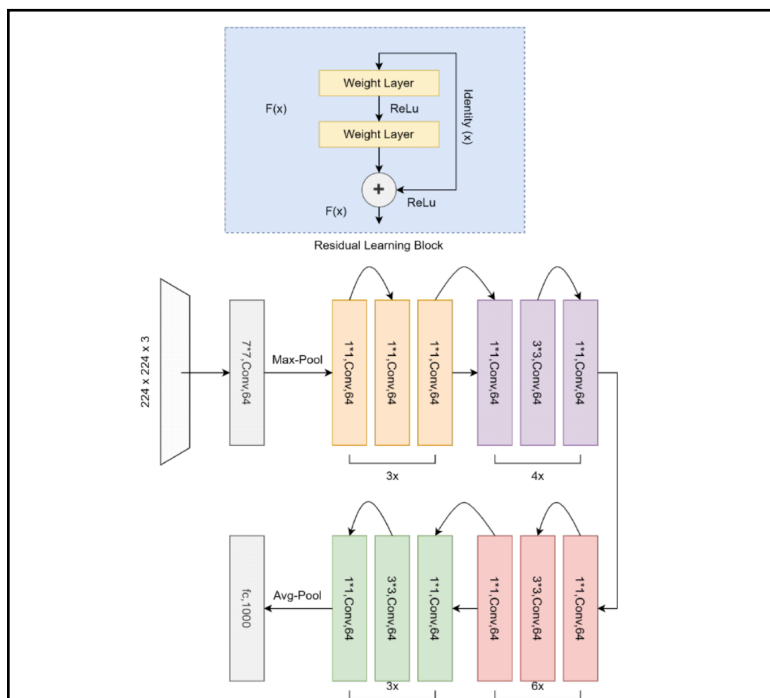 Weight Layer
F(x)
ReLu
Identity (x)
Weight Layer
+
F(x)
ReLu
Residual Learning Block
224 x 224 x 3
7*7,Conv,64
Max-Pool
1*1,Conv,64
1*1,Conv,64
1*1,Conv,64
1*1,Conv,64
3*3,Conv,64
1*1,Conv,64
3x
4x
fc,1000
Avg-Pool
1*1,Conv,64
3*3,Conv,64
1*1,Conv,64
1*1,Conv,64
3*3,Conv,64
1*1,Conv,64
3x
6x